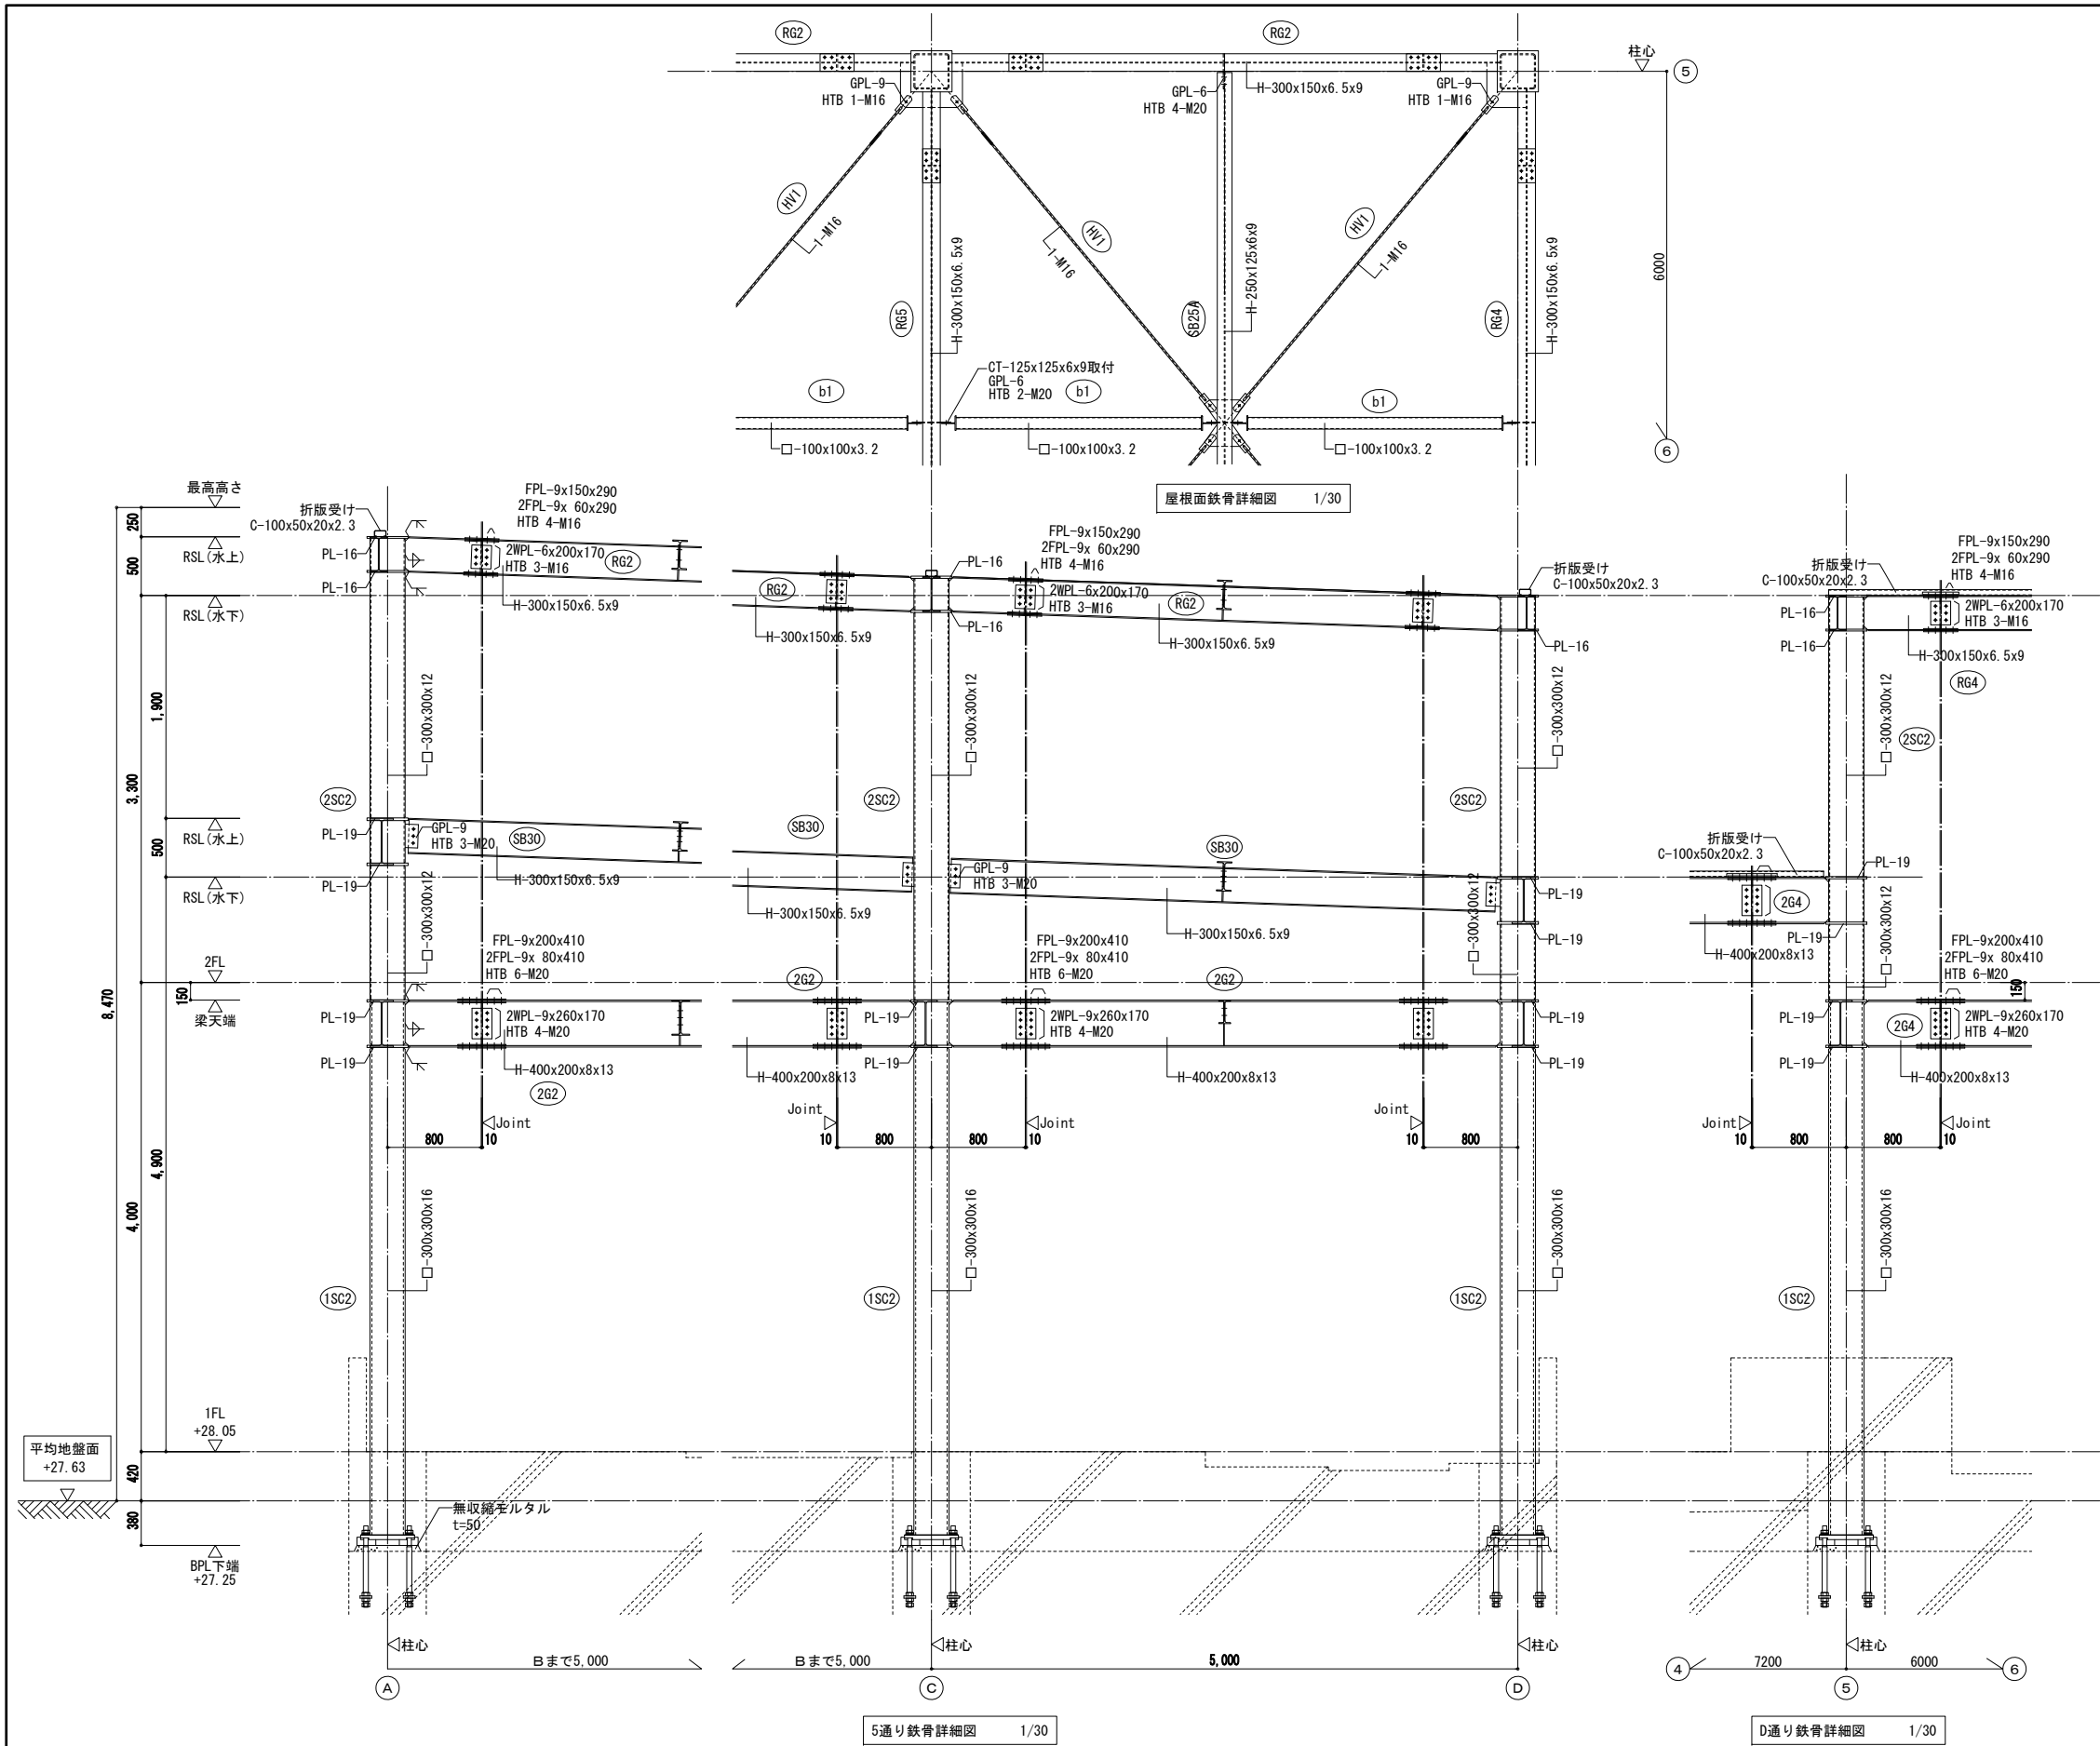 RG2
RG2
柱心
5
GPL-9
HTB 1-M16
GPL-6
HTB 4-M20
H-300x150x6.5x9
GPL-9
HTB 1-M16
HV1
1-M16
HV1
1-M16
HV1
1-M16
RG5
H-300x150x6.5x9
SB25A
H-250x125x6x9
RG4
H-300x150x6.5x9
6000
CT-125x125x6x9取付
GPL-6
HTB 2-M20
b1
b1
b1
□-100x100x3.2
□-100x100x3.2
□-100x100x3.2
6
屋根面鉄骨詳細図 1/30
最高高さ
RSL(水上)
RSL(水下)
RSL(水上)
RSL(水下)
2FL
梁天端
1FL
+28.05
平均地盤面
+27.63
BPL下端
+27.25
250
500
1,900
3,300
500
150
8,470
4,900
4,000
420
380
折版受け
C-100x50x20x2.3
PL-16
PL-16
FPL-9x150x290
2FPL-9x 60x290
HTB 4-M16
2WPL-6x200x170
HTB 3-M16
RG2
H-300x150x6.5x9
□-300x300x12
2SC2
PL-19
PL-19
GPL-9
HTB 3-M20
SB30
H-300x150x6.5x9
□-300x300x12
FPL-9x200x410
2FPL-9x 80x410
HTB 6-M20
PL-19
PL-19
2WPL-9x260x170
HTB 4-M20
H-400x200x8x13
2G2
Joint
800
10
□-300x300x16
1SC2
無収縮モルタル
t=50
柱心
Bまで5,000
A
RG2
H-300x150x6.5x9
PL-16
PL-16
FPL-9x150x290
2FPL-9x 60x290
HTB 4-M16
2WPL-6x200x170
HTB 3-M16
RG2
H-300x150x6.5x9
折版受け
C-100x50x20x2.3
PL-16
□-300x300x12
□-300x300x12
2SC2
2SC2
SB30
GPL-9
HTB 3-M20
SB30
H-300x150x6.5x9
H-300x150x6.5x9
□-300x300x12
PL-19
PL-19
FPL-9x200x410
2FPL-9x 80x410
HTB 6-M20
2G2
2G2
PL-19
PL-19
2WPL-9x260x170
HTB 4-M20
PL-19
PL-19
H-400x200x8x13
H-400x200x8x13
Joint
Joint
Joint
10
800
800
10
10
800
□-300x300x16
□-300x300x16
1SC2
1SC2
柱心
柱心
Bまで5,000
5,000
C
D
5通り鉄骨詳細図 1/30
折版受け
C-100x50x20x2.3
FPL-9x150x290
2FPL-9x 60x290
HTB 4-M16
PL-16
PL-16
2WPL-6x200x170
HTB 3-M16
H-300x150x6.5x9
RG4
□-300x300x12
2SC2
折版受け
C-100x50x20x2.3
PL-19
2G4
PL-19
H-400x200x8x13
□-300x300x12
FPL-9x200x410
2FPL-9x 80x410
HTB 6-M20
150
PL-19
PL-19
2G4
2WPL-9x260x170
HTB 4-M20
H-400x200x8x13
Joint
Joint
10
800
800
10
□-300x300x16
1SC2
柱心
4
7200
6000
6
5
D通り鉄骨詳細図 1/30